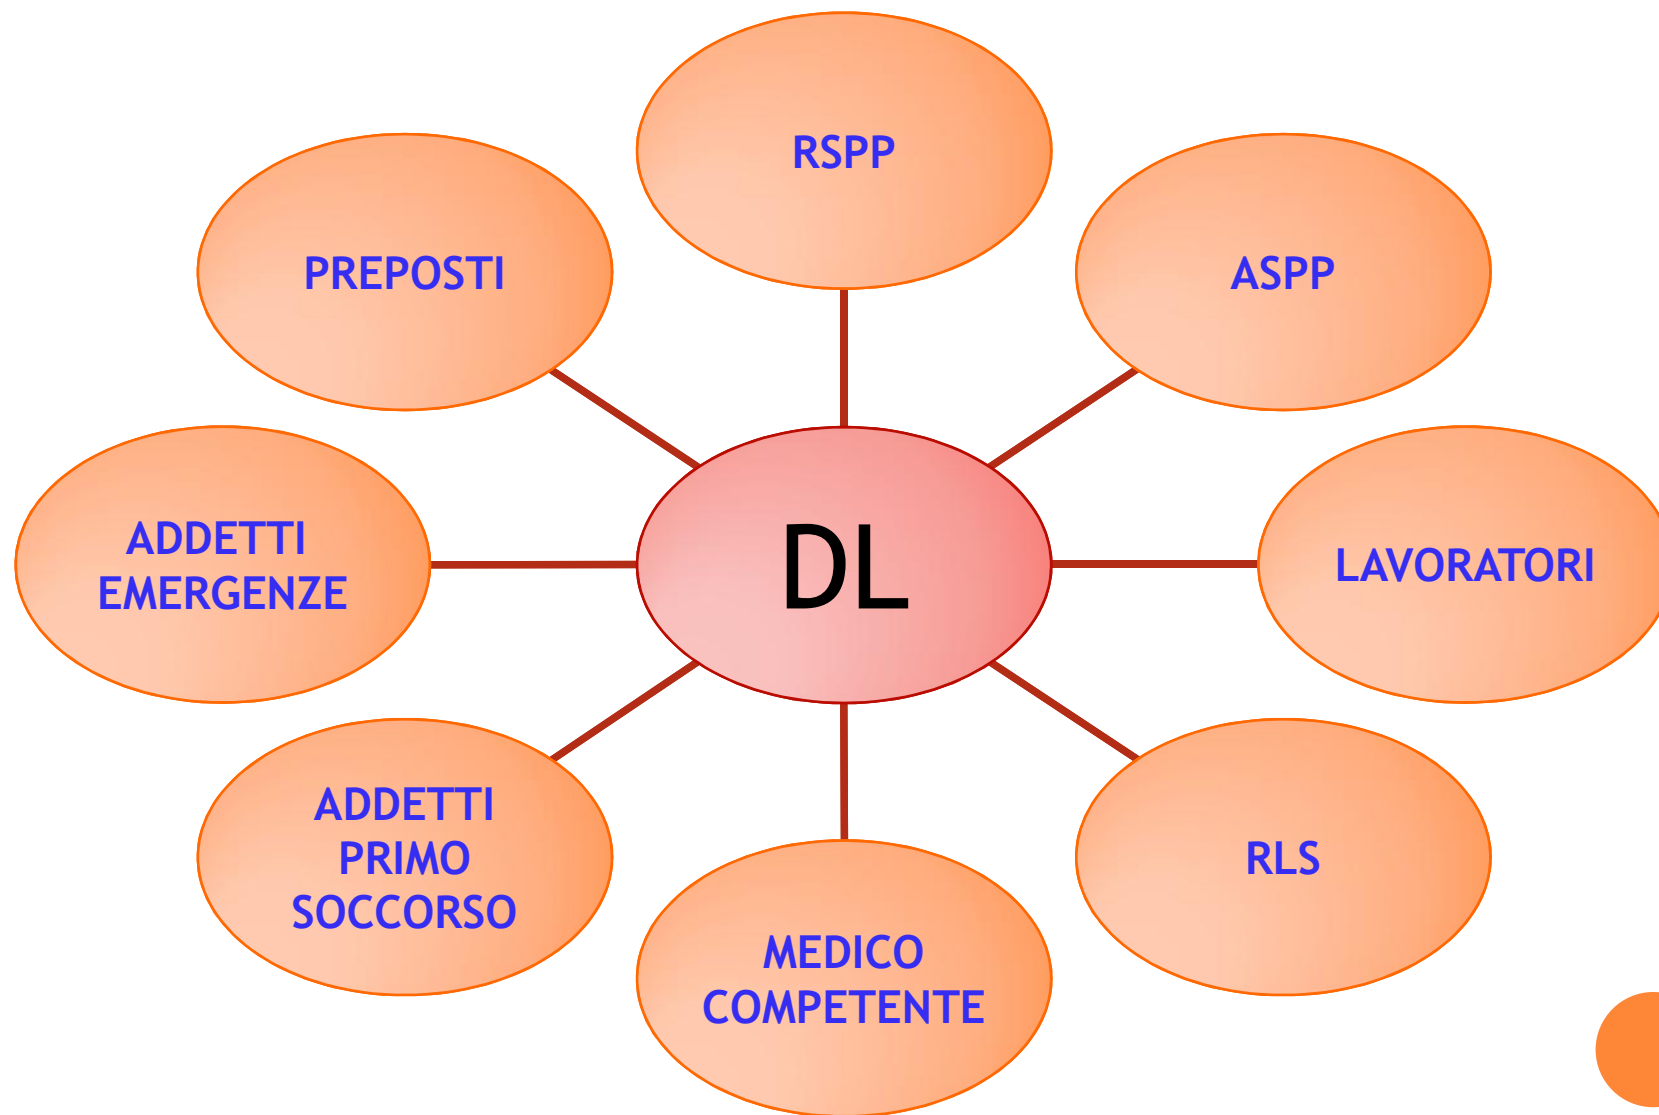 RSPP
PREPOSTI
ASPP
ADDETTI
EMERGENZE
DL
LAVORATORI
ADDETTI
PRIMO
SOCCORSO
RLS
MEDICO
COMPETENTE